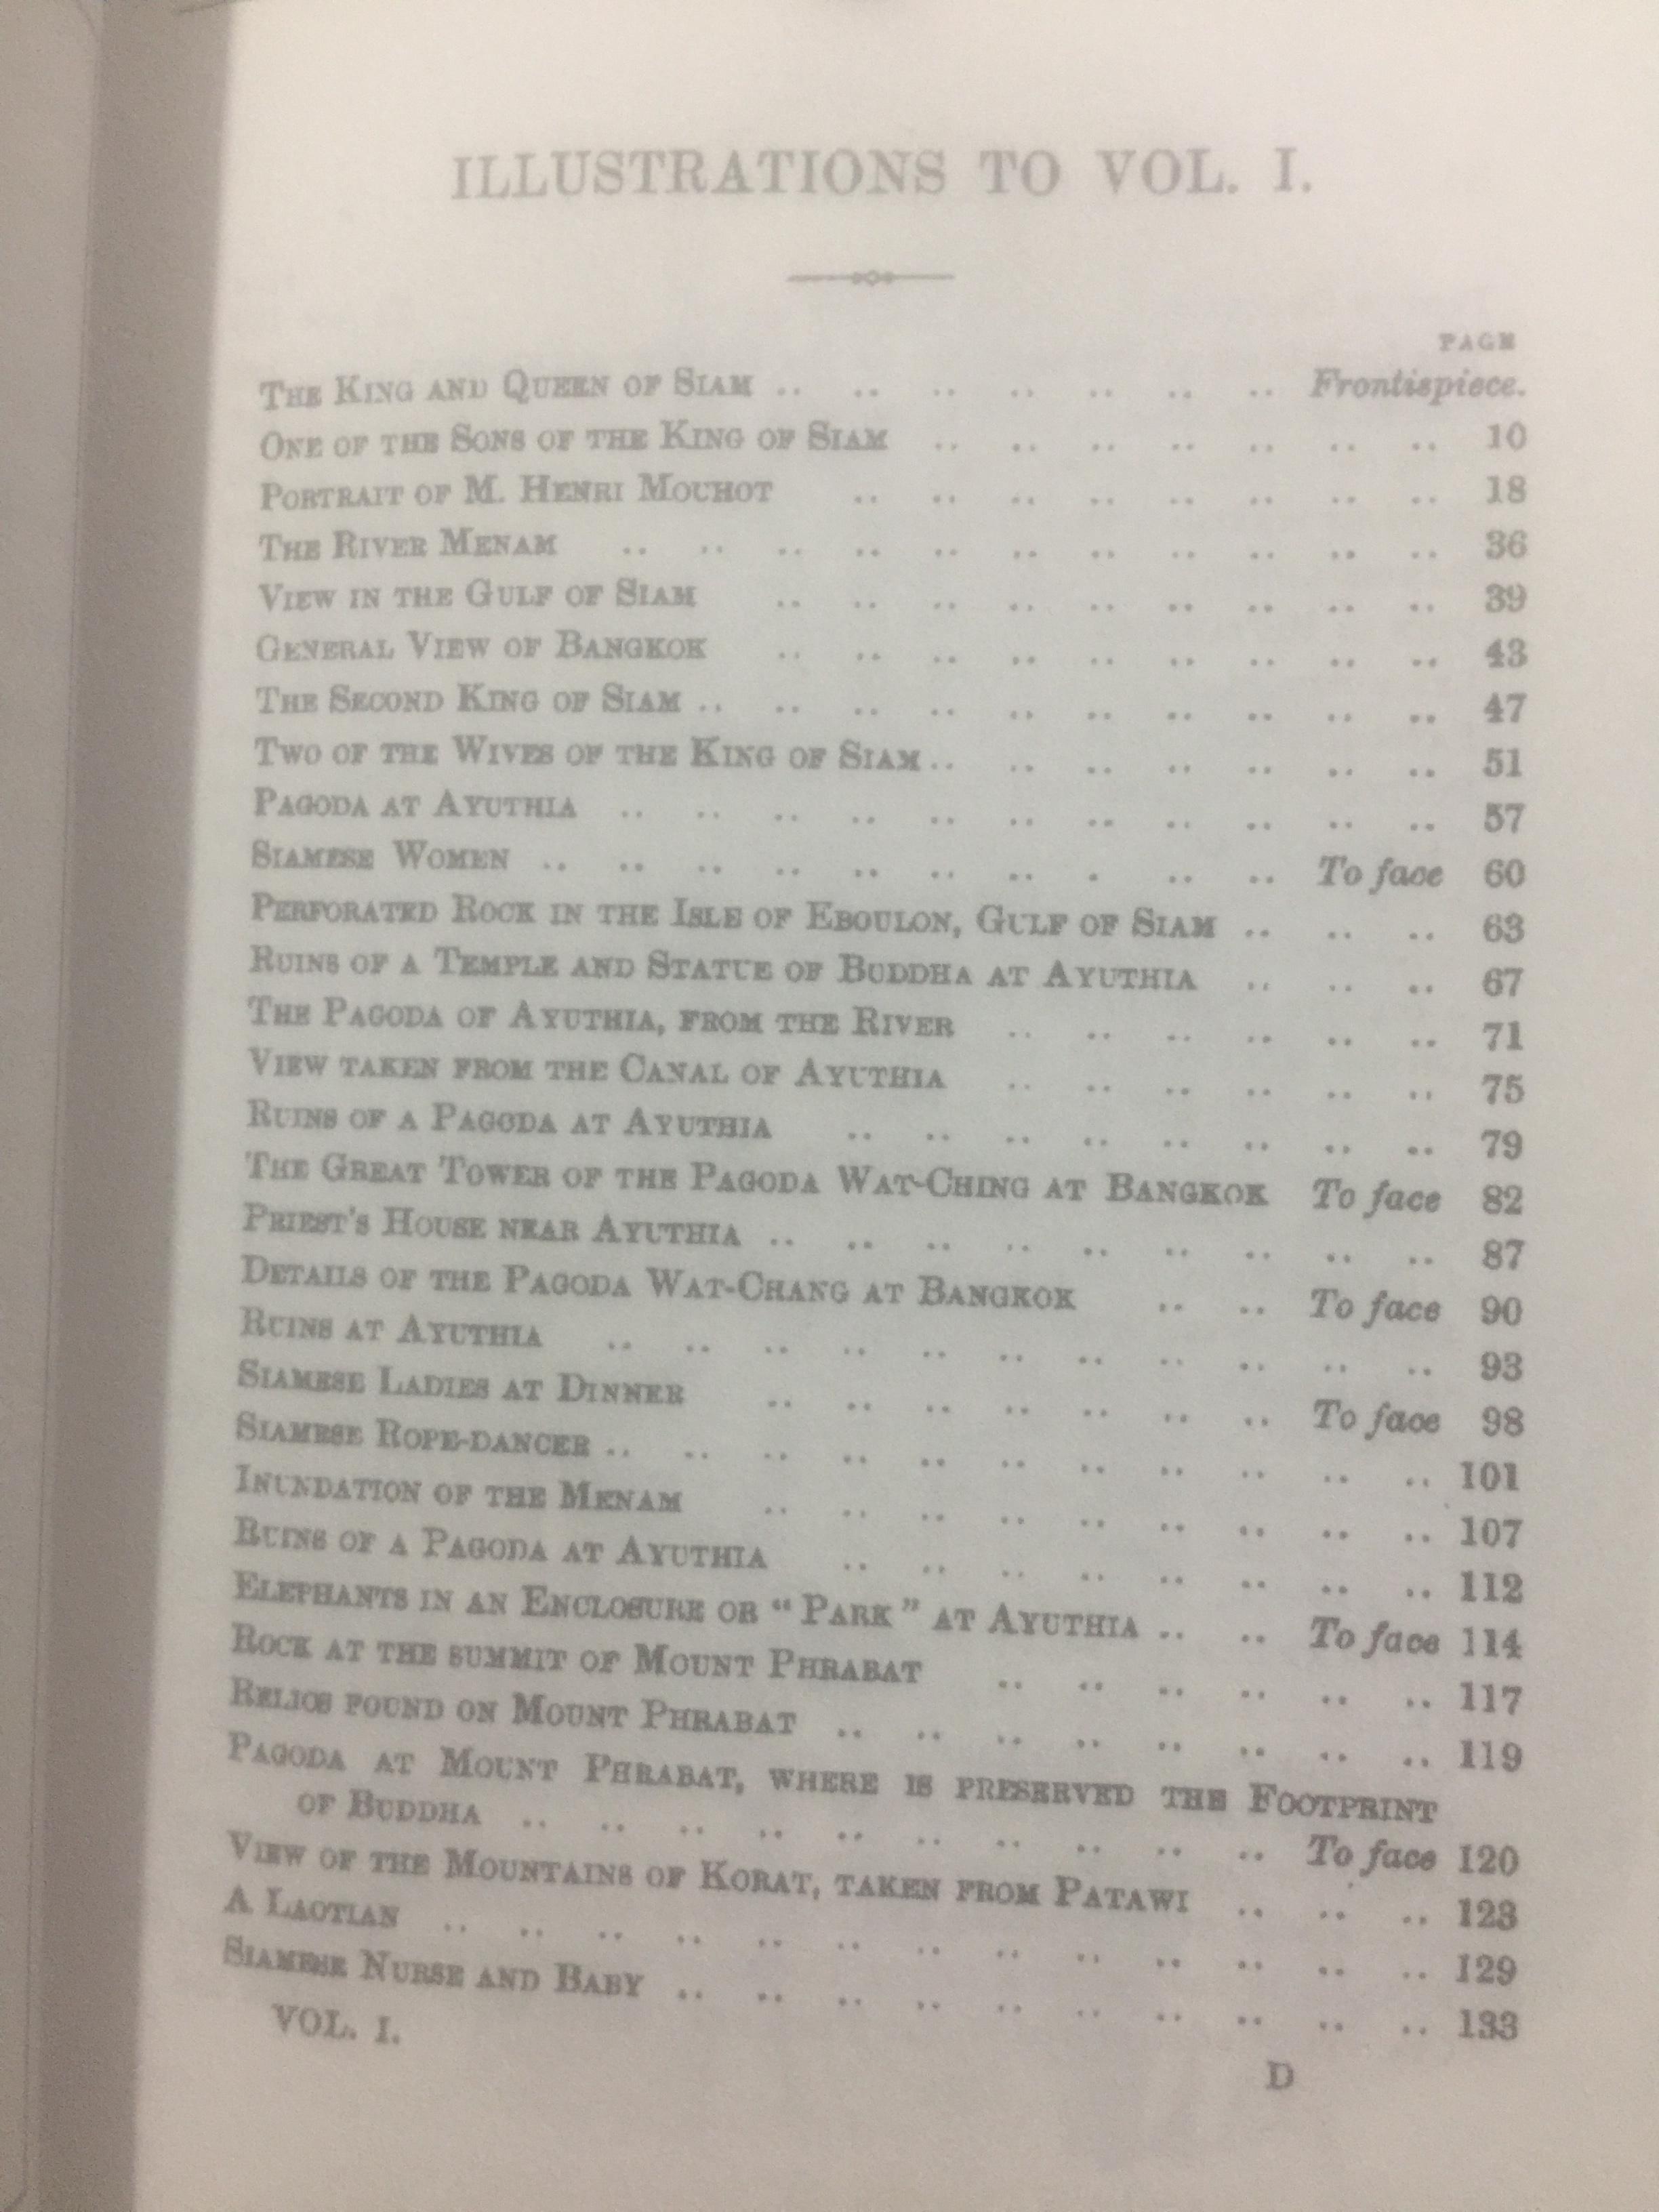 ILLUSTRATIONS TO VOL. I.
PAGE
THE KING AND QUEEN OF SIAM .. .. .. .. .. .. .. Frontispiece.
ONE OF THE SONS OF THE KING OF SIAM .. .. .. .. .. .. .. 10
PORTRAIT OF M. HENRI MOUHOT .. .. .. .. .. .. .. .. 18
THE RIVER MENAM .. .. .. .. .. .. .. .. .. .. .. 36
VIEW IN THE GULF OF SIAM .. .. .. .. .. .. .. .. .. 39
GENERAL VIEW OF BANGKOK .. .. .. .. .. .. .. .. .. 43
THE SECOND KING OF SIAM .. .. .. .. .. .. .. .. .. .. 47
TWO OF THE WIVES OF THE KING OF SIAM .. .. .. .. .. .. .. 51
PAGODA AT AYUTHIA .. .. .. .. .. .. .. .. .. .. .. 57
SIAMESE WOMEN .. .. .. .. .. .. .. . .. .. To face 60
PERFORATED ROCK IN THE ISLE OF EBOULON, GULF OF SIAM .. .. .. 63
RUINS OF A TEMPLE AND STATUE OF BUDDHA AT AYUTHIA .. .. .. 67
THE PAGODA OF AYUTHIA, FROM THE RIVER .. .. .. .. .. .. 71
VIEW TAKEN FROM THE CANAL OF AYUTHIA .. .. .. .. .. .. 75
RUINS OF A PAGODA AT AYUTHIA .. .. .. .. .. .. .. .. 79
THE GREAT TOWER OF THE PAGODA WAT-CHING AT BANGKOK To face 82
PRIEST'S HOUSE NEAR AYUTHIA .. .. .. .. .. .. .. .. .. 87
DETAILS OF THE PAGODA WAT-CHANG AT BANGKOK .. .. To face 90
RUINS AT AYUTHIA .. .. .. .. .. .. .. .. .. .. .. 93
SIAMESE LADIES AT DINNER .. .. .. .. .. .. .. To face 98
SIAMESE ROPE-DANCER .. .. .. .. .. .. .. .. .. .. .. 101
INUNDATION OF THE MENAM .. .. .. .. .. .. .. .. .. 107
RUINS OF A PAGODA AT AYUTHIA .. .. .. .. .. .. .. .. 112
ELEPHANTS IN AN ENCLOSURE OR “PARK” AT AYUTHIA .. .. To face 114
ROCK AT THE SUMMIT OF MOUNT PHRABAT .. .. .. .. .. .. 117
RELICS FOUND ON MOUNT PHRABAT .. .. .. .. .. .. .. .. 119
PAGODA AT MOUNT PHRABAT, WHERE IS PRESERVED THE FOOTPRINT
OF BUDDHA .. .. .. .. .. .. .. .. .. .. To face 120
VIEW OF THE MOUNTAINS OF KORAT, TAKEN FROM PATAWI .. .. .. 123
A LAOTIAN .. .. .. .. .. .. .. .. .. .. .. .. .. 129
SIAMESE NURSE AND BABY .. .. .. .. .. .. .. .. .. .. 133
VOL. I.
D